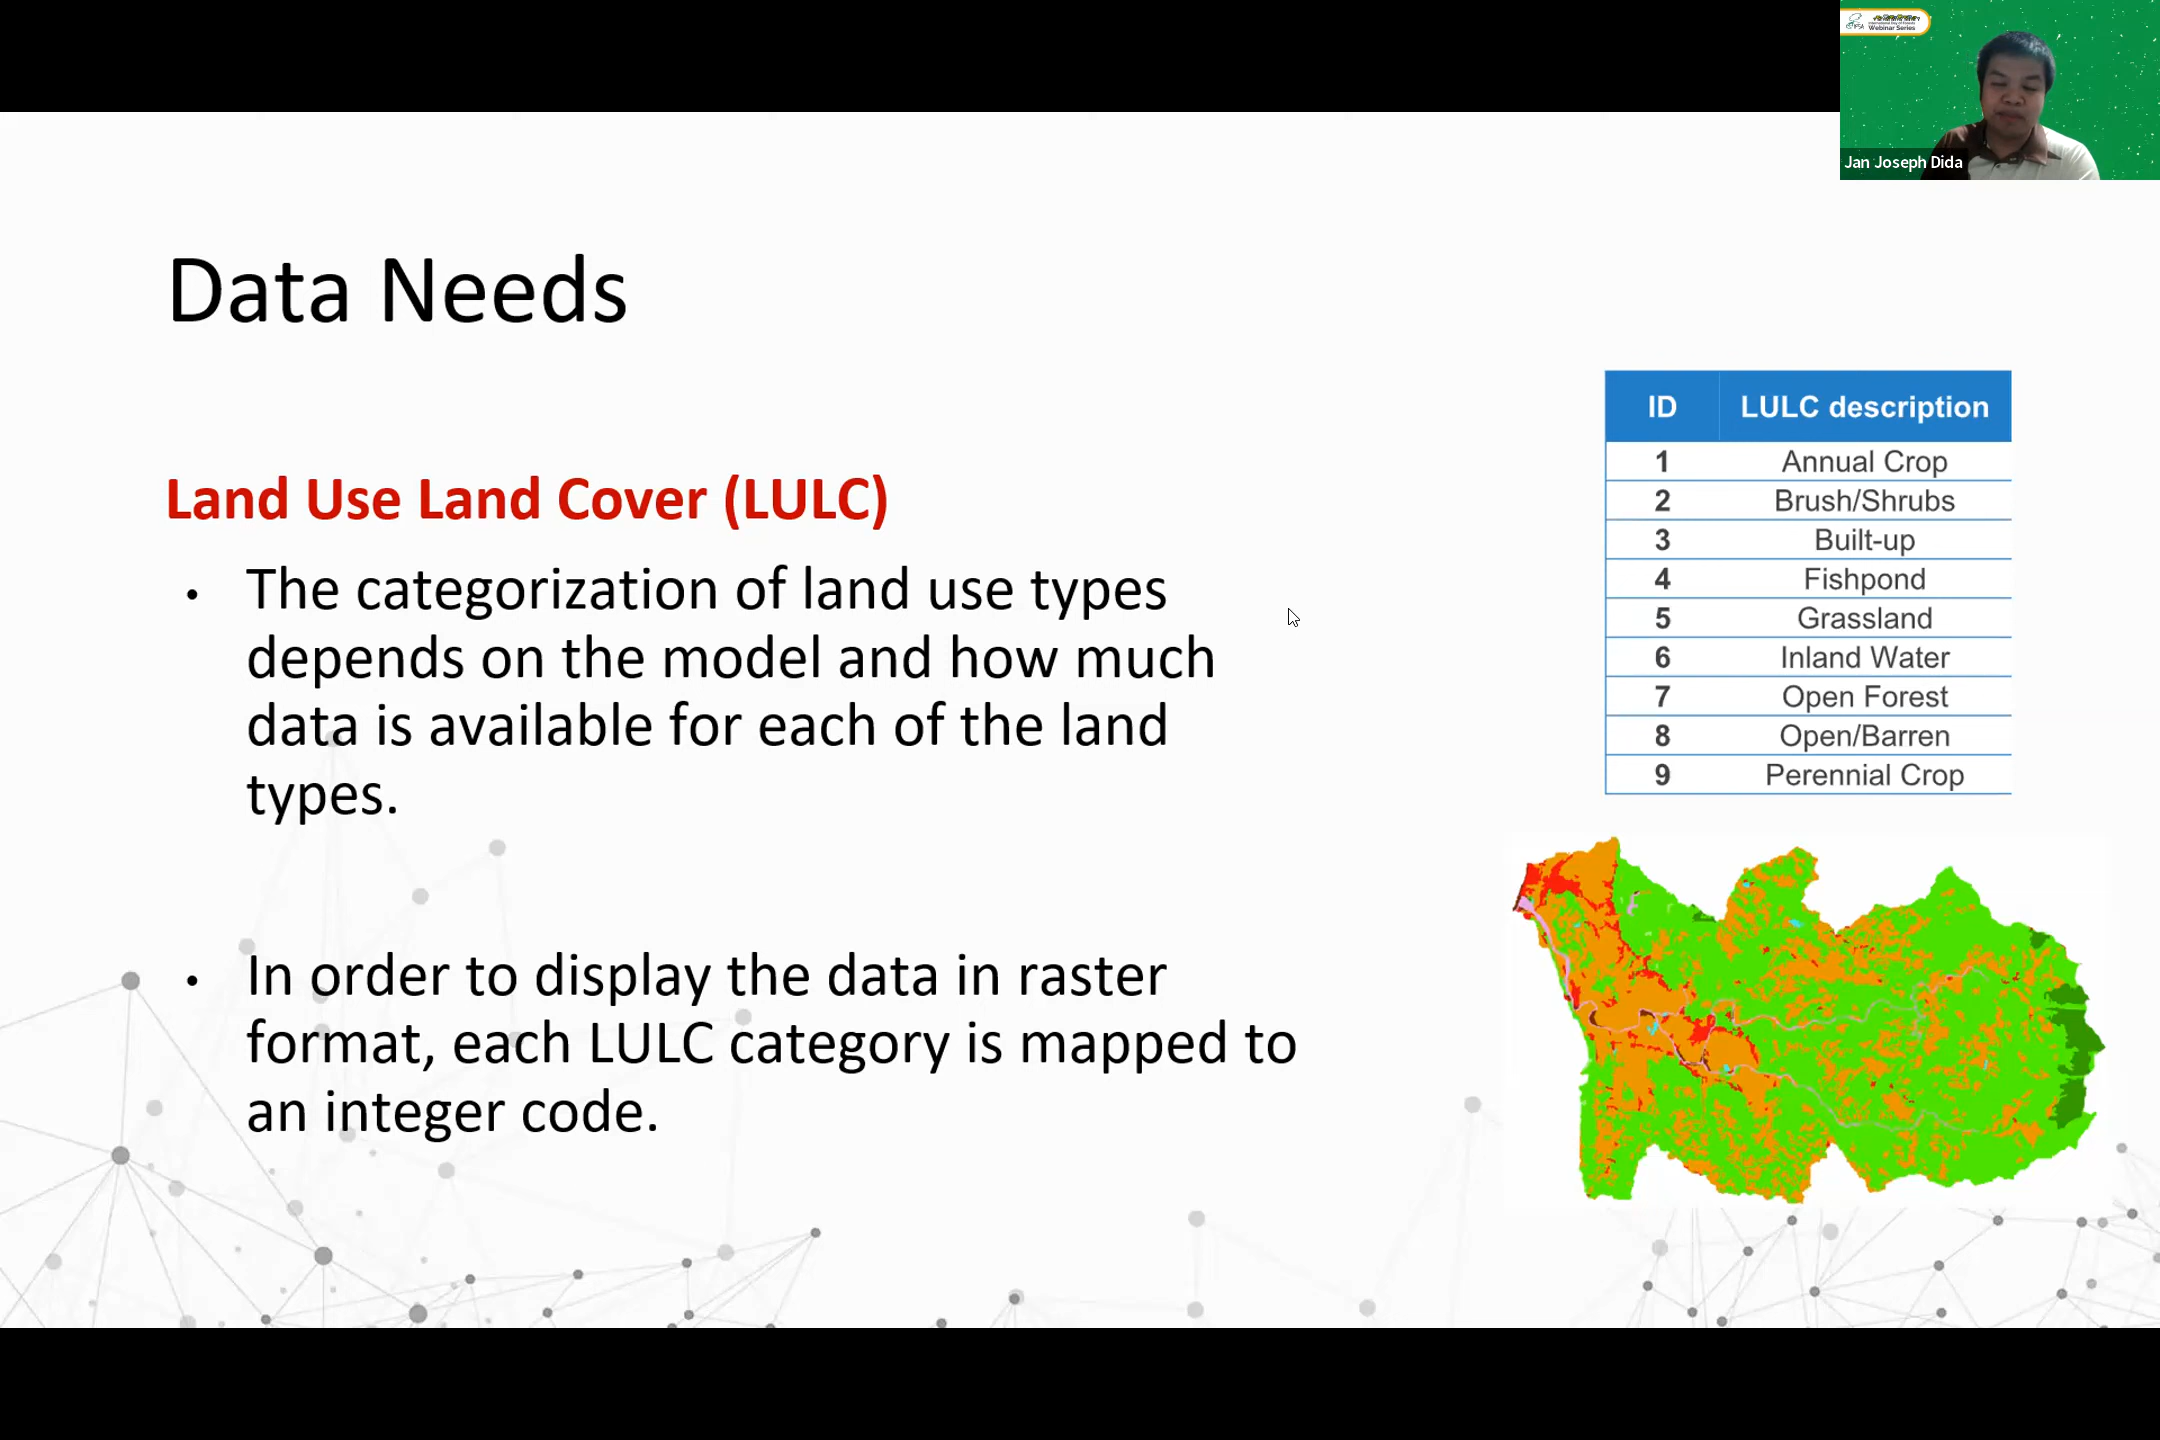 Webinar Series
Jan Joseph Dida
Data Needs
Land Use Land Cover (LULC)
• The categorization of land use types
depends on the model and how much
data is available for each of the land
types.
• In order to display the data in raster
format, each LULC category is mapped to
an integer code.
ID LULC description
1 Annual Crop
2 Brush/Shrubs
3 Built-up
4 Fishpond
5 Grassland
6 Inland Water
7 Open Forest
8 Open/Barren
9 Perennial Crop